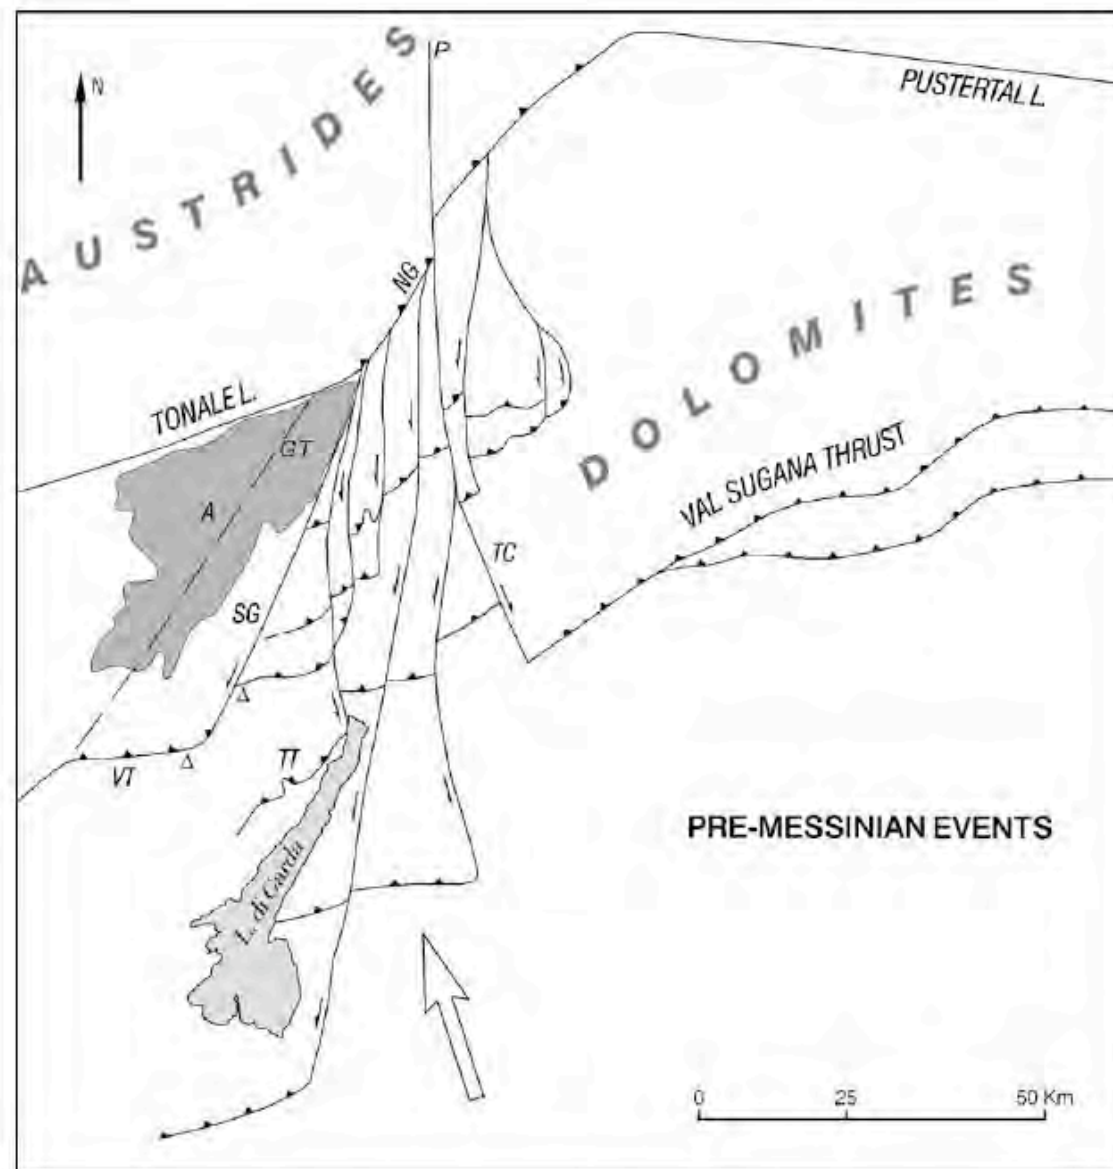 P
N
PUSTERTAL L.
AUSTRIDES
NG
DOLOMITES
TONALE L.
GT
VAL SUGANA THRUST
A
TC
SG
Δ
TT
VT
Δ
PRE-MESSINIAN EVENTS
L. di Garda
0 25 50 Km